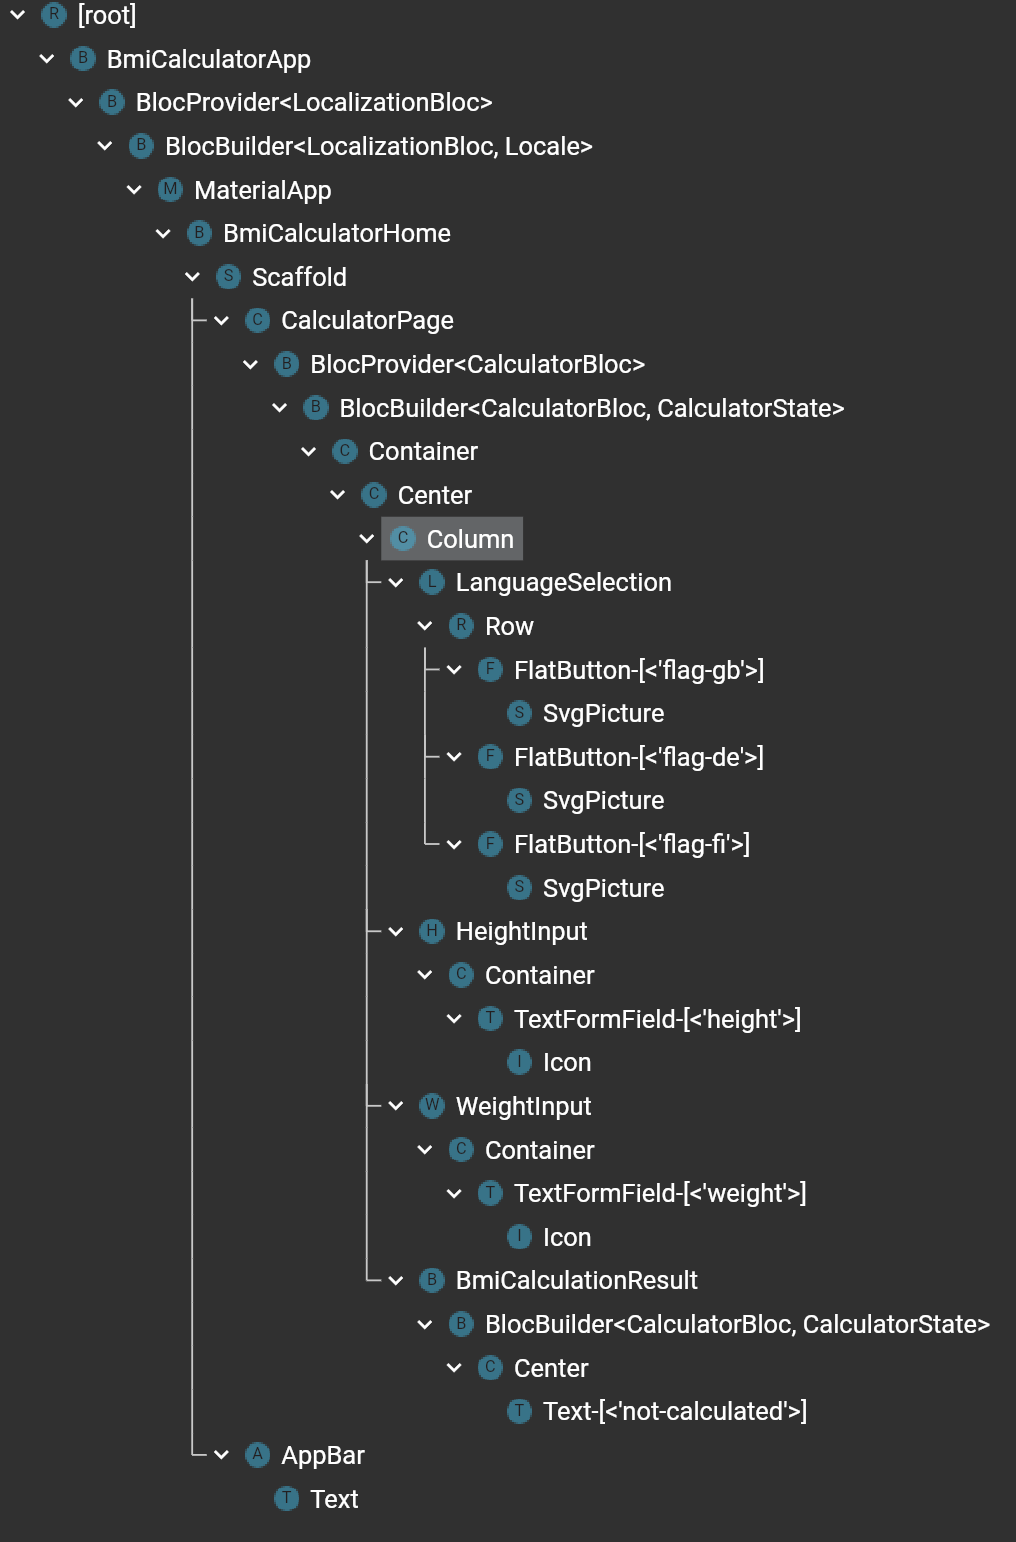 R [root]
B BmiCalculatorApp
B BlocProvider<LocalizationBloc>
B BlocBuilder<LocalizationBloc, Locale>
M MaterialApp
B BmiCalculatorHome
S Scaffold
C CalculatorPage
B BlocProvider<CalculatorBloc>
B BlocBuilder<CalculatorBloc, CalculatorState>
C Container
C Center
C Column
L LanguageSelection
R Row
F FlatButton-[<'flag-gb'>]
S SvgPicture
F FlatButton-[<'flag-de'>]
S SvgPicture
F FlatButton-[<'flag-fi'>]
S SvgPicture
H HeightInput
C Container
T TextFormField-[<'height'>]
I Icon
W WeightInput
C Container
T TextFormField-[<'weight'>]
I Icon
B BmiCalculationResult
B BlocBuilder<CalculatorBloc, CalculatorState>
C Center
T Text-[<'not-calculated'>]
A AppBar
T Text